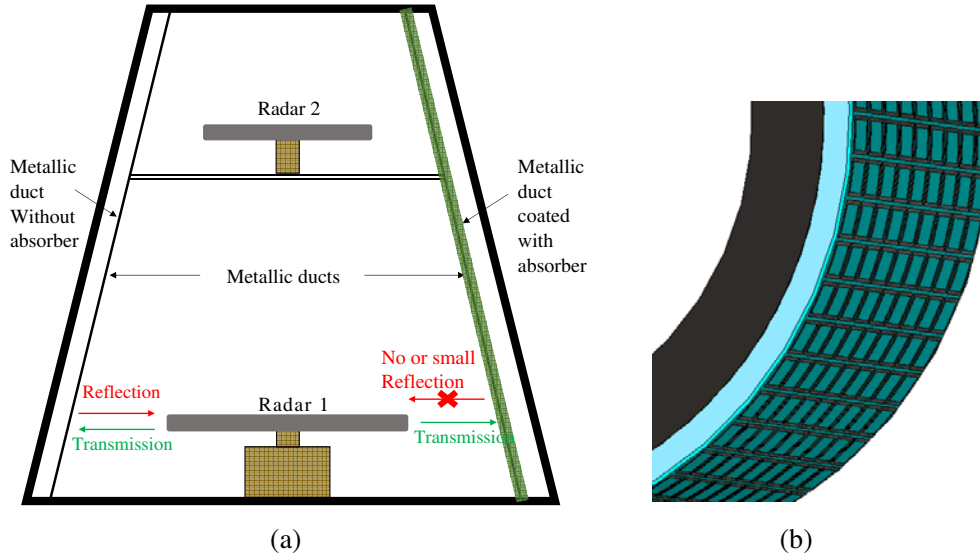 Radar 2
Metallic
duct
Without
absorber
Metallic
duct
coated
with
absorber
Metallic ducts
No or small
Reflection
Reflection
Radar 1
Transmission
Transmission
(a)
(b)